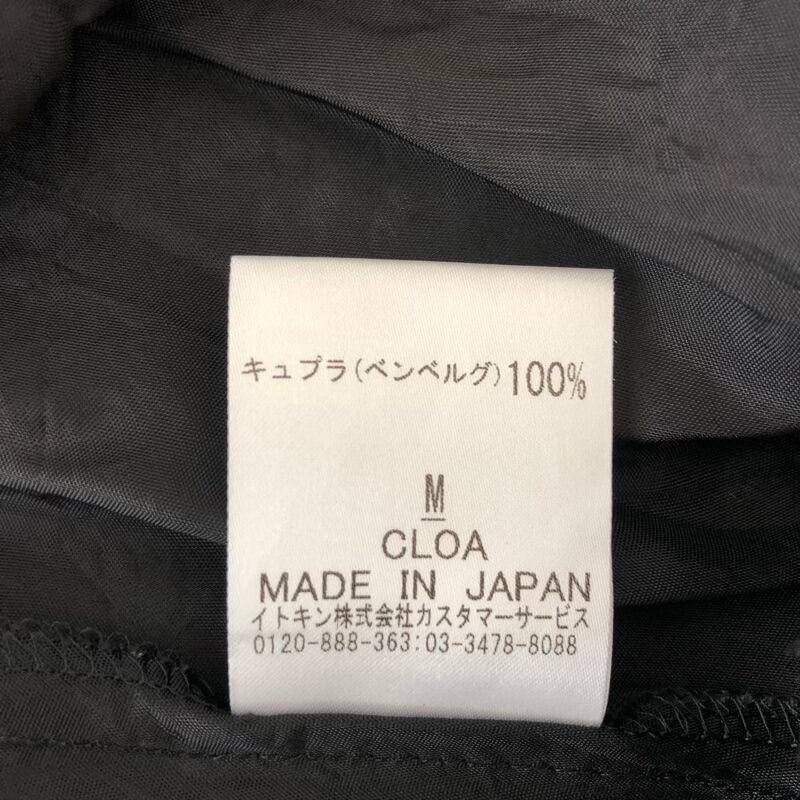 キュプラ(ベンベルグ)100%
M
CLOA
MADE IN JAPAN
イトキン株式会社カスタマーサービス
0120-888-363:03-3478-8088